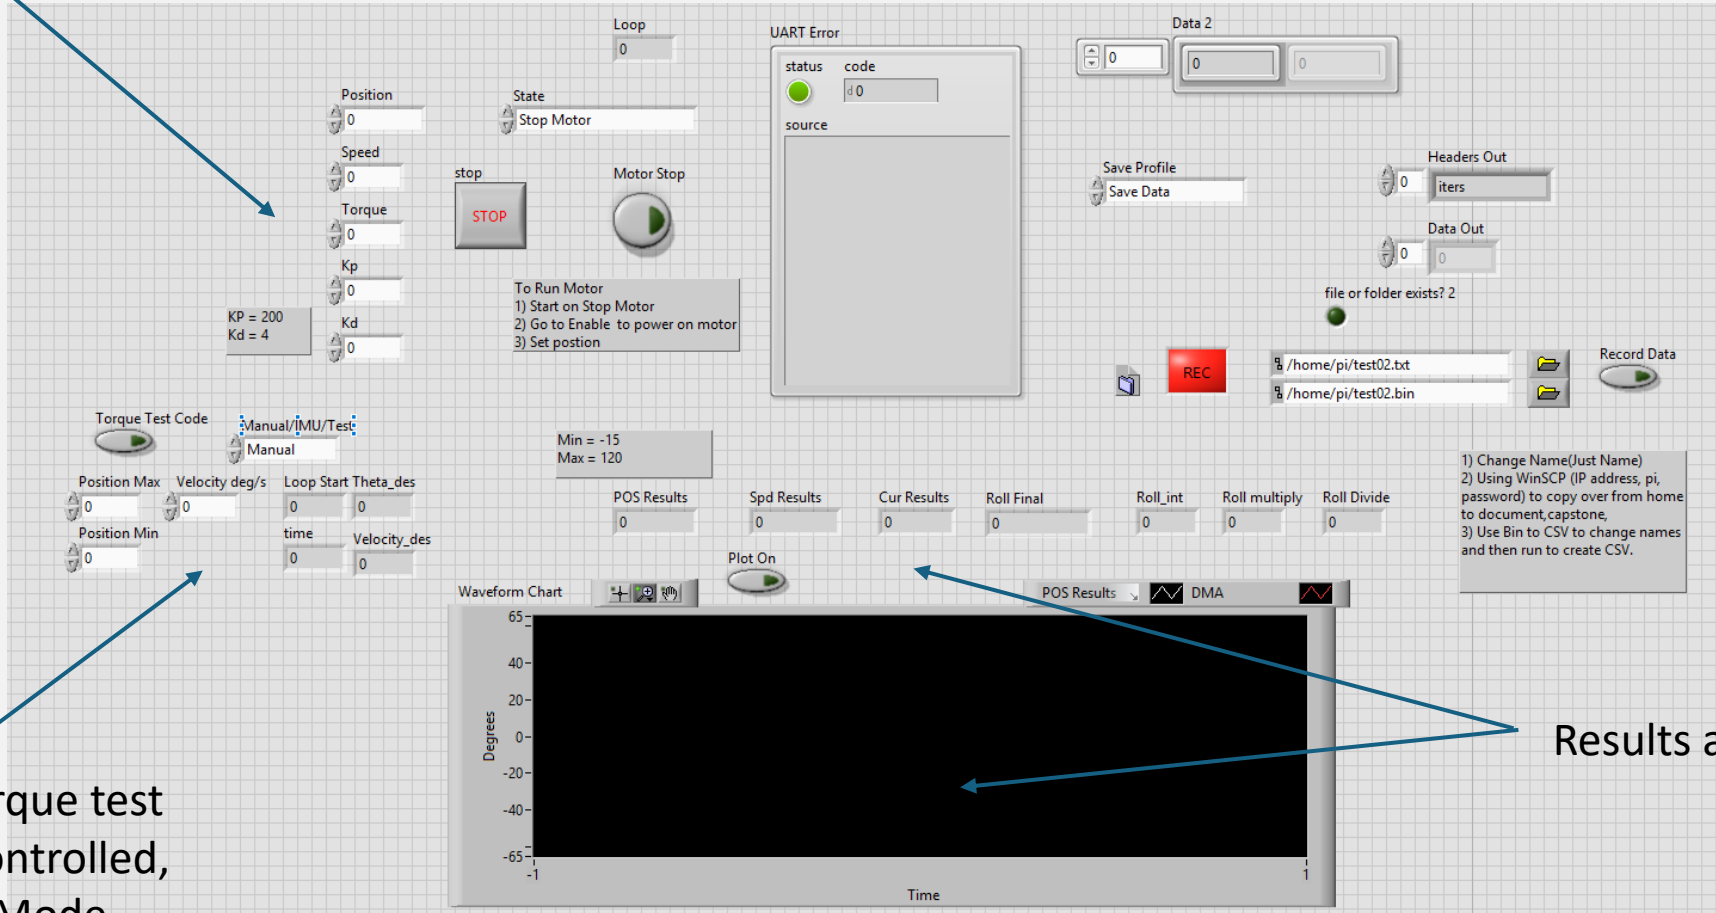 Loop
0
UART Error
status code
d 0
source
Data 2
0
0
0
Position
0
State
Stop Motor
Speed
0
stop
STOP
Motor Stop
Torque
0
Kp
0
Kd
0
KP = 200
Kd = 4
To Run Motor
1) Start on Stop Motor
2) Go to Enable to power on motor
3) Set postion
Save Profile
Save Data
Headers Out
0
iters
Data Out
0
0
file or folder exists? 2
REC
/home/pi/test02.txt
/home/pi/test02.bin
Record Data
Torque Test Code
Manual/IMU/Test
Manual
Position Max
0
Velocity deg/s
0
Loop Start
0
Theta_des
0
Position Min
0
time
0
Velocity_des
0
Min = -15
Max = 120
POS Results
0
Spd Results
0
Cur Results
0
Roll Final
0
Roll_int
0
Roll multiply
0
Roll Divide
0
1) Change Name(Just Name)
2) Using WinSCP (IP address, pi,
password) to copy over from home
to document,capstone,
3) Use Bin to CSV to change names
and then run to create CSV.
Plot On
Waveform Chart
POS Results
DMA
65
40
20
0
-20
-40
-65
Degrees
-1
1
Time
Results a
rque test
ontrolled,
Mode